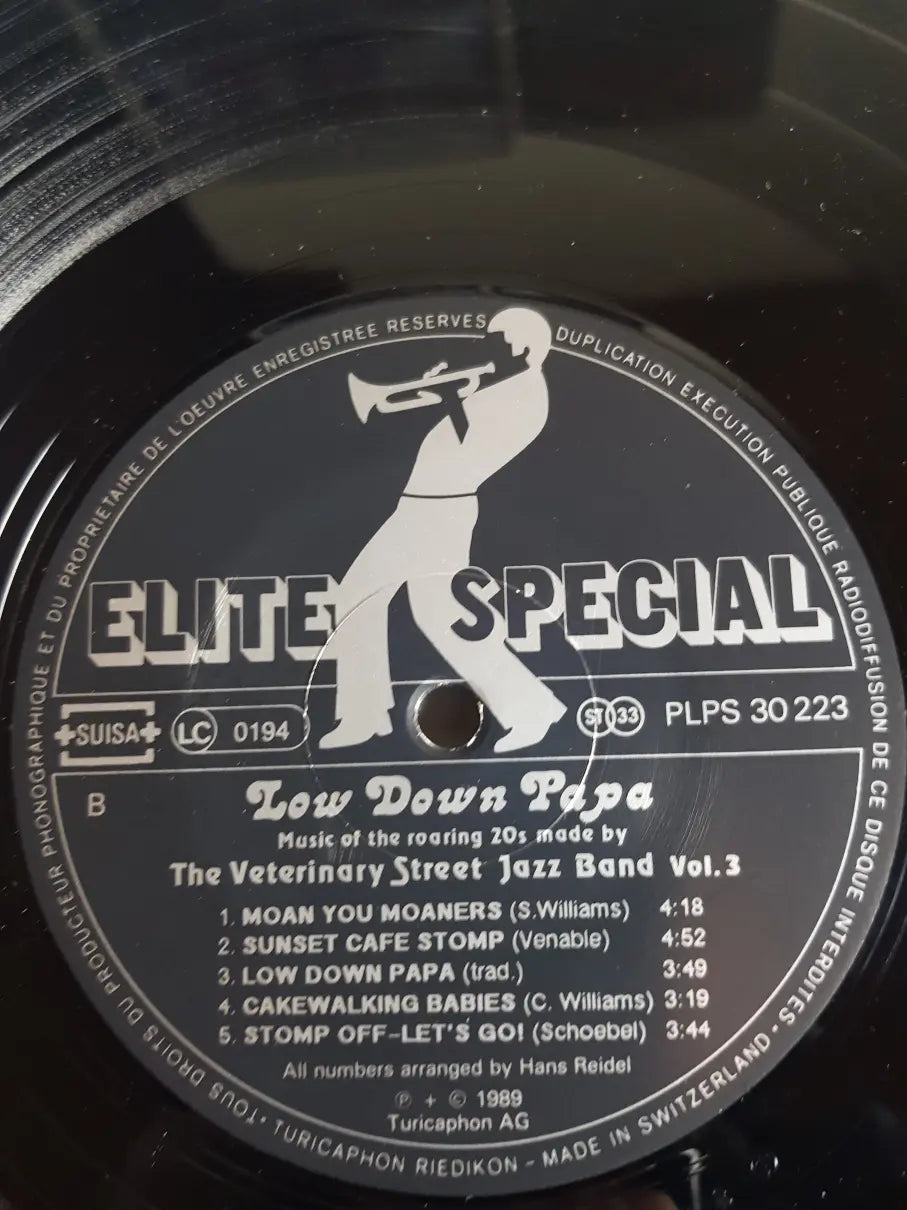 TOUS DROITS DU PRODUCTEUR PHONOGRAPHIQUE ET DU PROPRIETAIRE DE L'OEUVRE ENREGISTREE RESERVES
DUPLICATION EXECUTION PUBLIQUE RADIODIFFUSION DE CE DISQUE INTERDITES •
ELITE SPECIAL
+SUISA+ LC 0194 ST 33 PLPS 30 223
B
Low Down Papa
Music of the roaring 20s made by
The Veterinary Street Jazz Band Vol.3
1. MOAN YOU MOANERS (S.Williams) 4:18
2. SUNSET CAFE STOMP (Venable) 4:52
3. LOW DOWN PAPA (trad.) 3:49
4. CAKEWALKING BABIES (C. Williams) 3:19
5. STOMP OFF-LET'S GO! (Schoebel) 3:44
All numbers arranged by Hans Reidel
℗ + © 1989
Turicaphon AG
• TURICAPHON RIEDIKON - MADE IN SWITZERLAND •